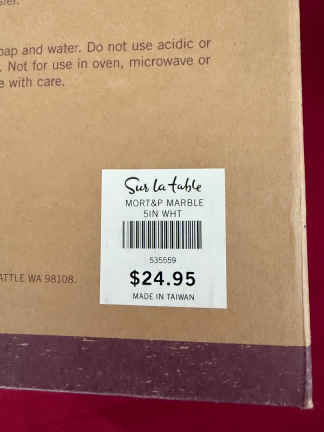 oap and water. Do not use acidic or
. Not for use in oven, microwave or
e with care.
Sur la table
MORT&P MARBLE
5IN WHT
535559
$24.95
MADE IN TAIWAN
ATTLE WA 98108.